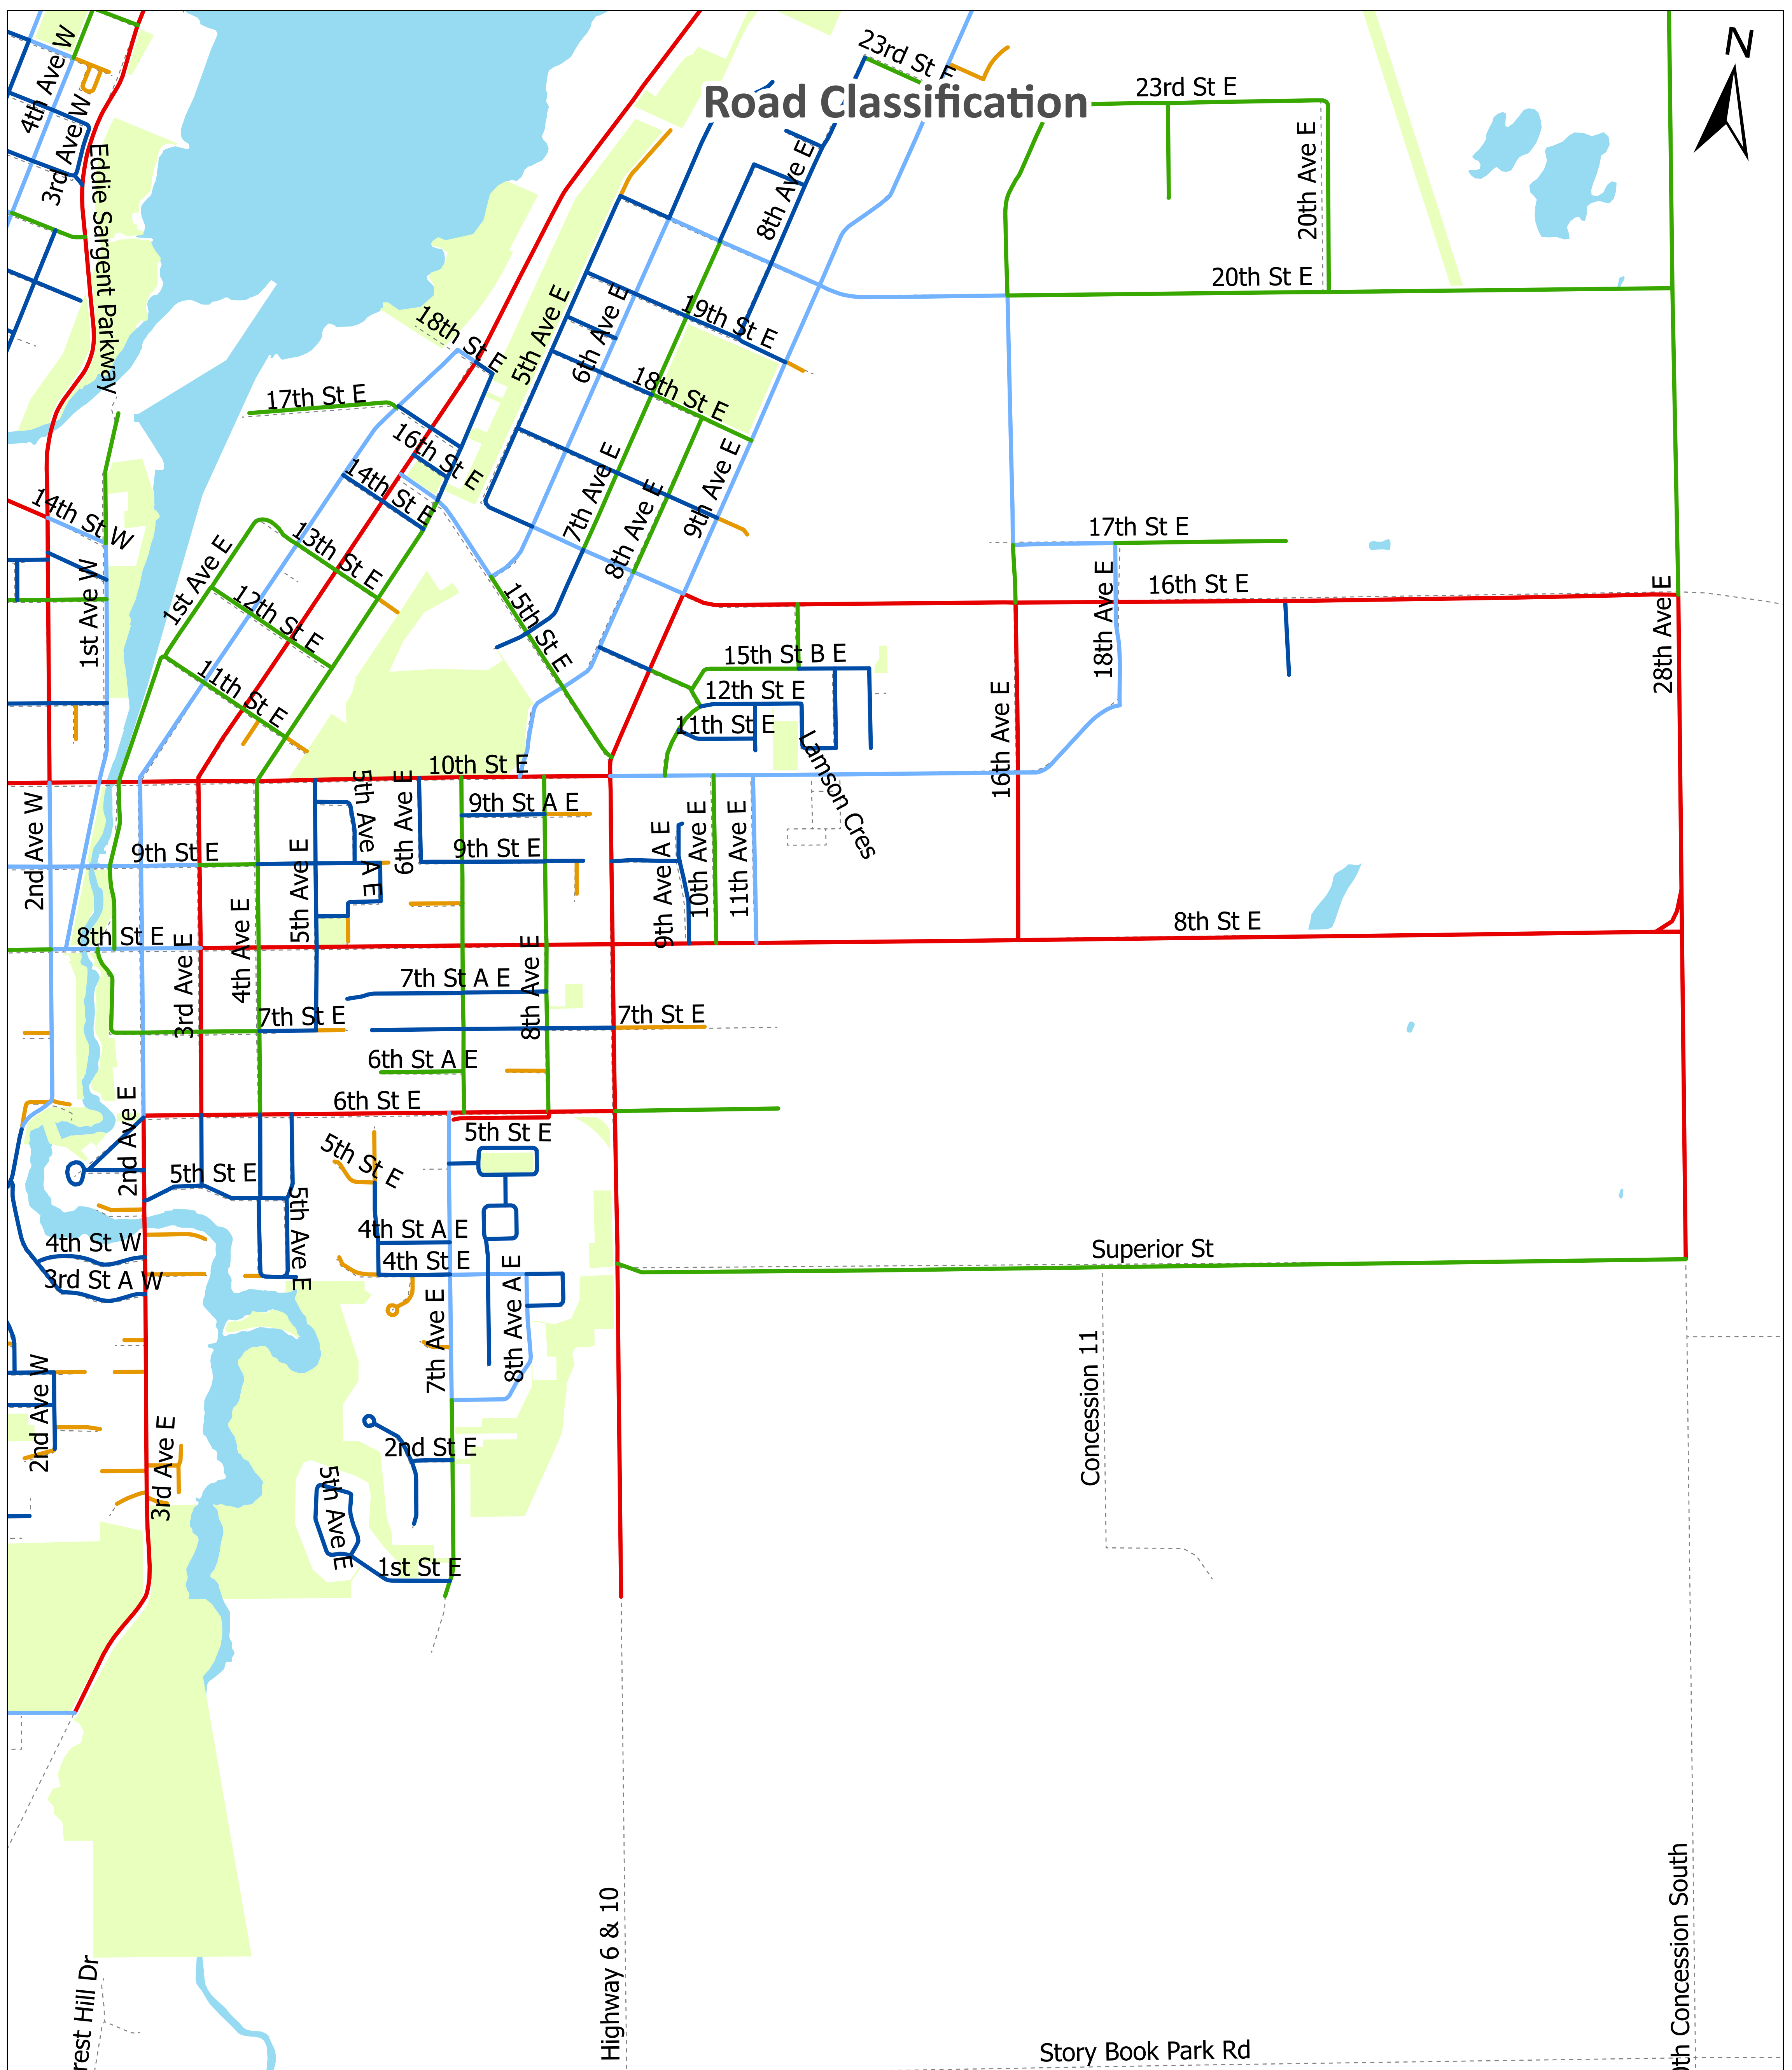 Road Classification
N
4th Ave W
3rd Ave W
Eddie Sargent Parkway
23rd St E
23rd St E
20th Ave E
20th St E
8th Ave E
5th Ave E
6th Ave E
19th St E
18th St E
18th St E
17th St E
16th St E
14th St E
14th St W
13th St E
12th St E
11th St E
1st Ave E
1st Ave W
7th Ave E
8th Ave E
9th Ave E
15th St E
17th St E
18th Ave E
16th St E
28th Ave E
16th Ave E
15th St B E
12th St E
11th St E
Lamson Cres
10th St E
5th Ave A E
6th Ave E
9th St A E
9th St E
9th St E
2nd Ave W
5th Ave E
4th Ave E
3rd Ave E
9th Ave A E
10th Ave E
11th Ave E
8th St E
8th St E
8th Ave E
7th St A E
7th St E
7th St E
6th St A E
6th St E
2nd Ave E
5th St E
5th St E
5th St E
5th Ave E
4th St W
3rd St A W
4th St A E
4th St E
7th Ave E
8th Ave A E
Superior St
Concession 11
2nd Ave W
3rd Ave E
2nd St E
5th Ave E
1st St E
Highway 6 & 10
Concession South
Hill Dr
Story Book Park Rd